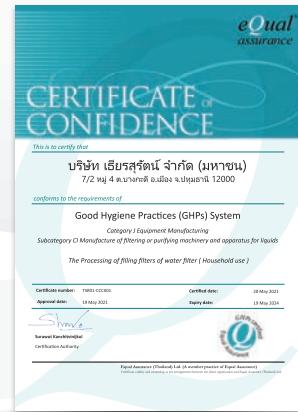 eQual
assurance
CERTIFICATE OF
CONFIDENCE
This is to certify that
บริษัท เธียรสุรัตน์ จำกัด (มหาชน)
7/2 หมู่ 4 ต.บางกะดี อ.เมือง จ.ปทุมธานี 12000
conforms to the requirements of
Good Hygiene Practices (GHPs) System
Category J Equipment Manufacturing
Subcategory CI Manufacture of filtering or purifying machinery and apparatus for liquids
The Processing of filling filters of water filter ( Household use )
Certificate number: TSR01-CCC001 Certified date: 20 May 2021
Approval date: 19 May 2021 Expiry date: 19 May 2024
Surawut Kanchitvimijkul
Certification Authority
Equal Assurance (Thailand) Ltd. (A member practice of Equal Assurance)